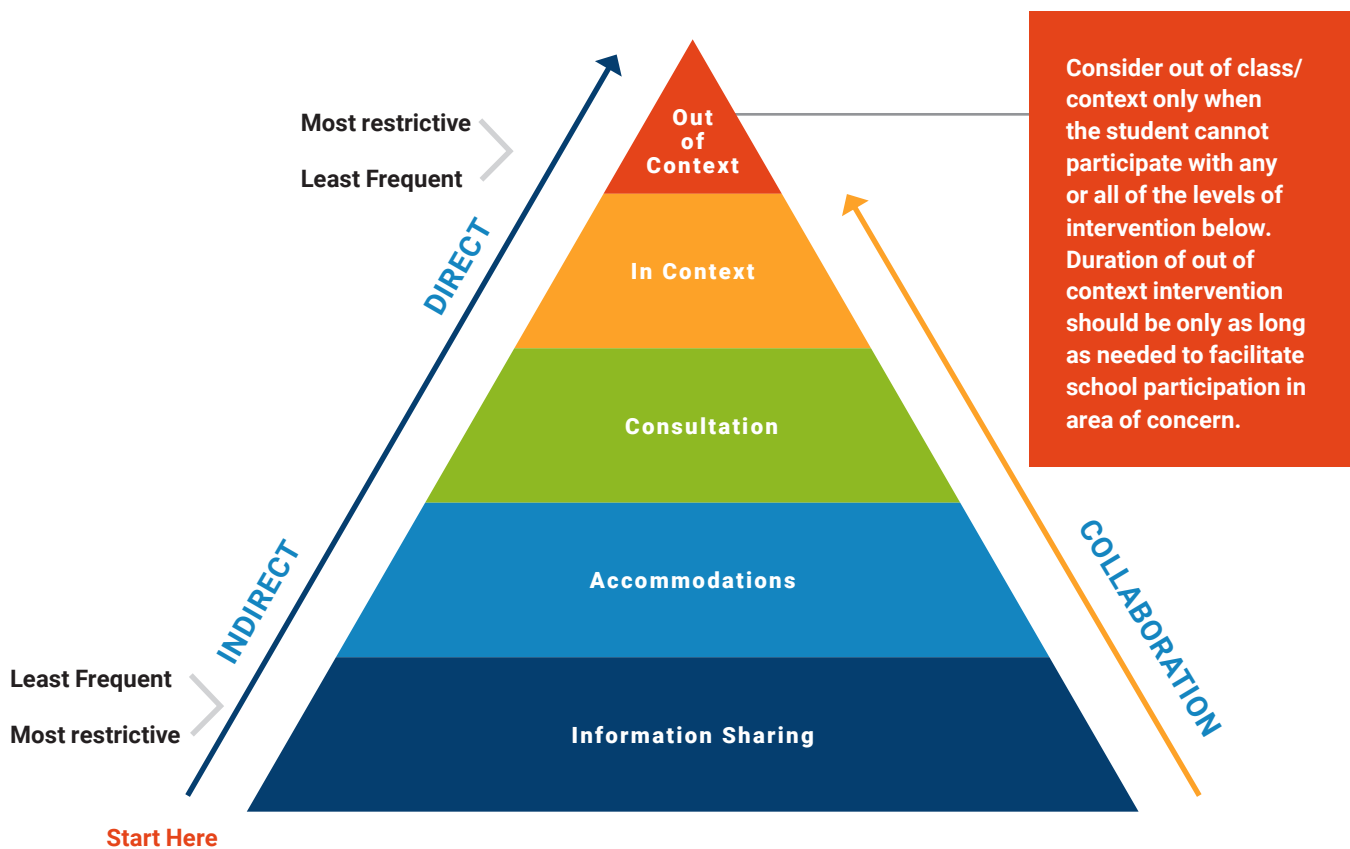 Consider out of class/
context only when
the student cannot
participate with any
or all of the levels of
intervention below.
Duration of out of
context intervention
should be only as long
as needed to facilitate
school participation in
area of concern.
Most restrictive
Least Frequent
Out
of
Context
DIRECT
In Context
Consultation
COLLABORATION
INDIRECT
Accommodations
Least Frequent
Most restrictive
Information Sharing
Start Here